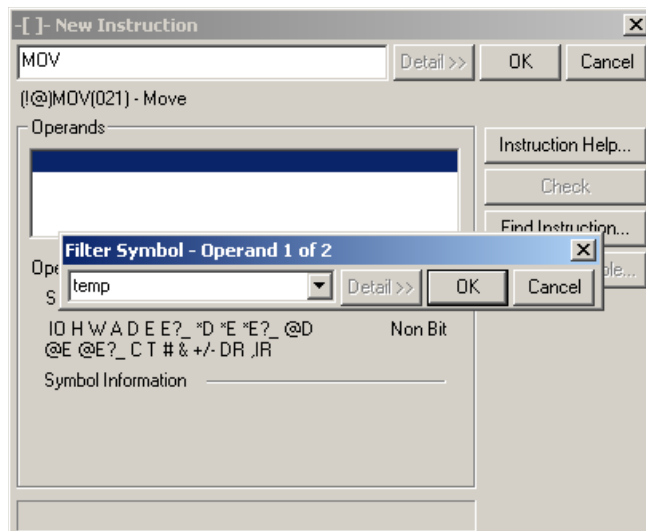 -[ ]- New Instruction
MOV
Detail >>
OK
Cancel
(!@)MOV(021) - Move
Operands
Instruction Help...
Check
Find Instruction...
Filter Symbol - Operand 1 of 2
temp
Detail >>
OK
Cancel
IO H W A D E E?_ *D *E *E?_ @D
Non Bit
@E @E?_ C T # & +/- DR ,IR
Symbol Information